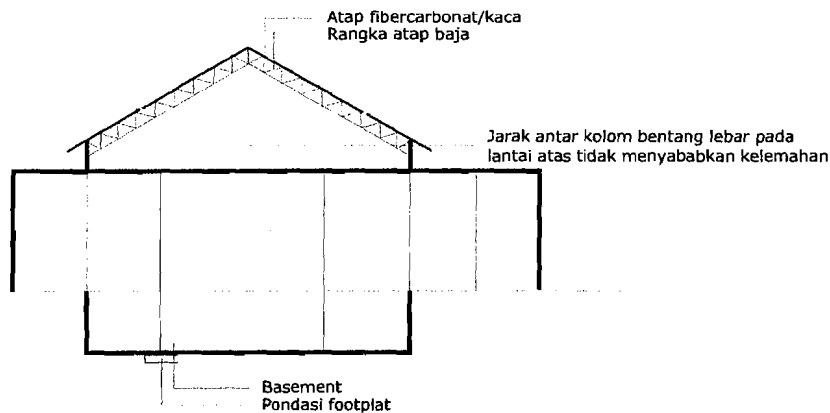 Atap fibercarbonat/kaca
Rangka atap baja
Jarak antar kolom bentang lebar pada
lantai atas tidak menyababkan kelemahan
Basement
Pondasi footplat